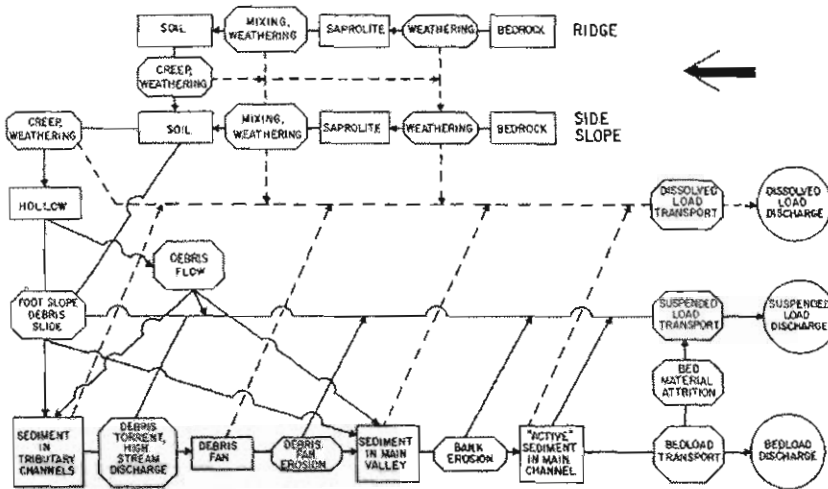 SOIL
MIXING,
WEATHERING
SAPROLITE
WEATHERING
BEDROCK
RIDGE
CREEP,
WEATHERING
CREEP,
WEATHERING
SOIL
MIXING,
WEATHERING
SAPROLITE
WEATHERING
BEDROCK
SIDE
SLOPE
HOLLOW
DISSOLVED
LOAD
TRANSPORT
DISSOLVED
LOAD
DISCHARGE
DEBRIS
FLOW
FOOT SLOPE
DEBRIS
SLIDE
SUSPENDED
LOAD
TRANSPORT
SUSPENDED
LOAD
DISCHARGE
BED
MATERIAL
ATTRITION
SEDIMENT
IN
TRIBUTARY
CHANNELS
DEBRIS
TORRENT,
HIGH
STREAM
DISCHARGE
DEBRIS
FAN
DEBRIS
FAN
EROSION
SEDIMENT
IN MAIN
VALLEY
BANK
EROSION
"ACTIVE"
SEDIMENT
IN MAIN
CHANNEL
BEDLOAD
TRANSPORT
BEDLOAD
DISCHARGE